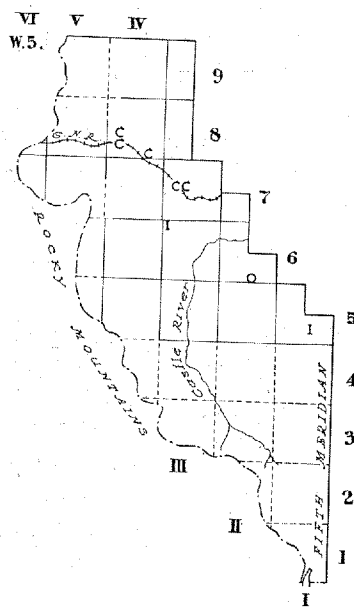 VI V IV
W.5.
9
8
C.N.R.
C
C
C
CC
7
I
6
O
ROCKY MOUNTAINS
Castle River
5
I
4
3
III
2
II
FIFTH MERIDIAN
I
I